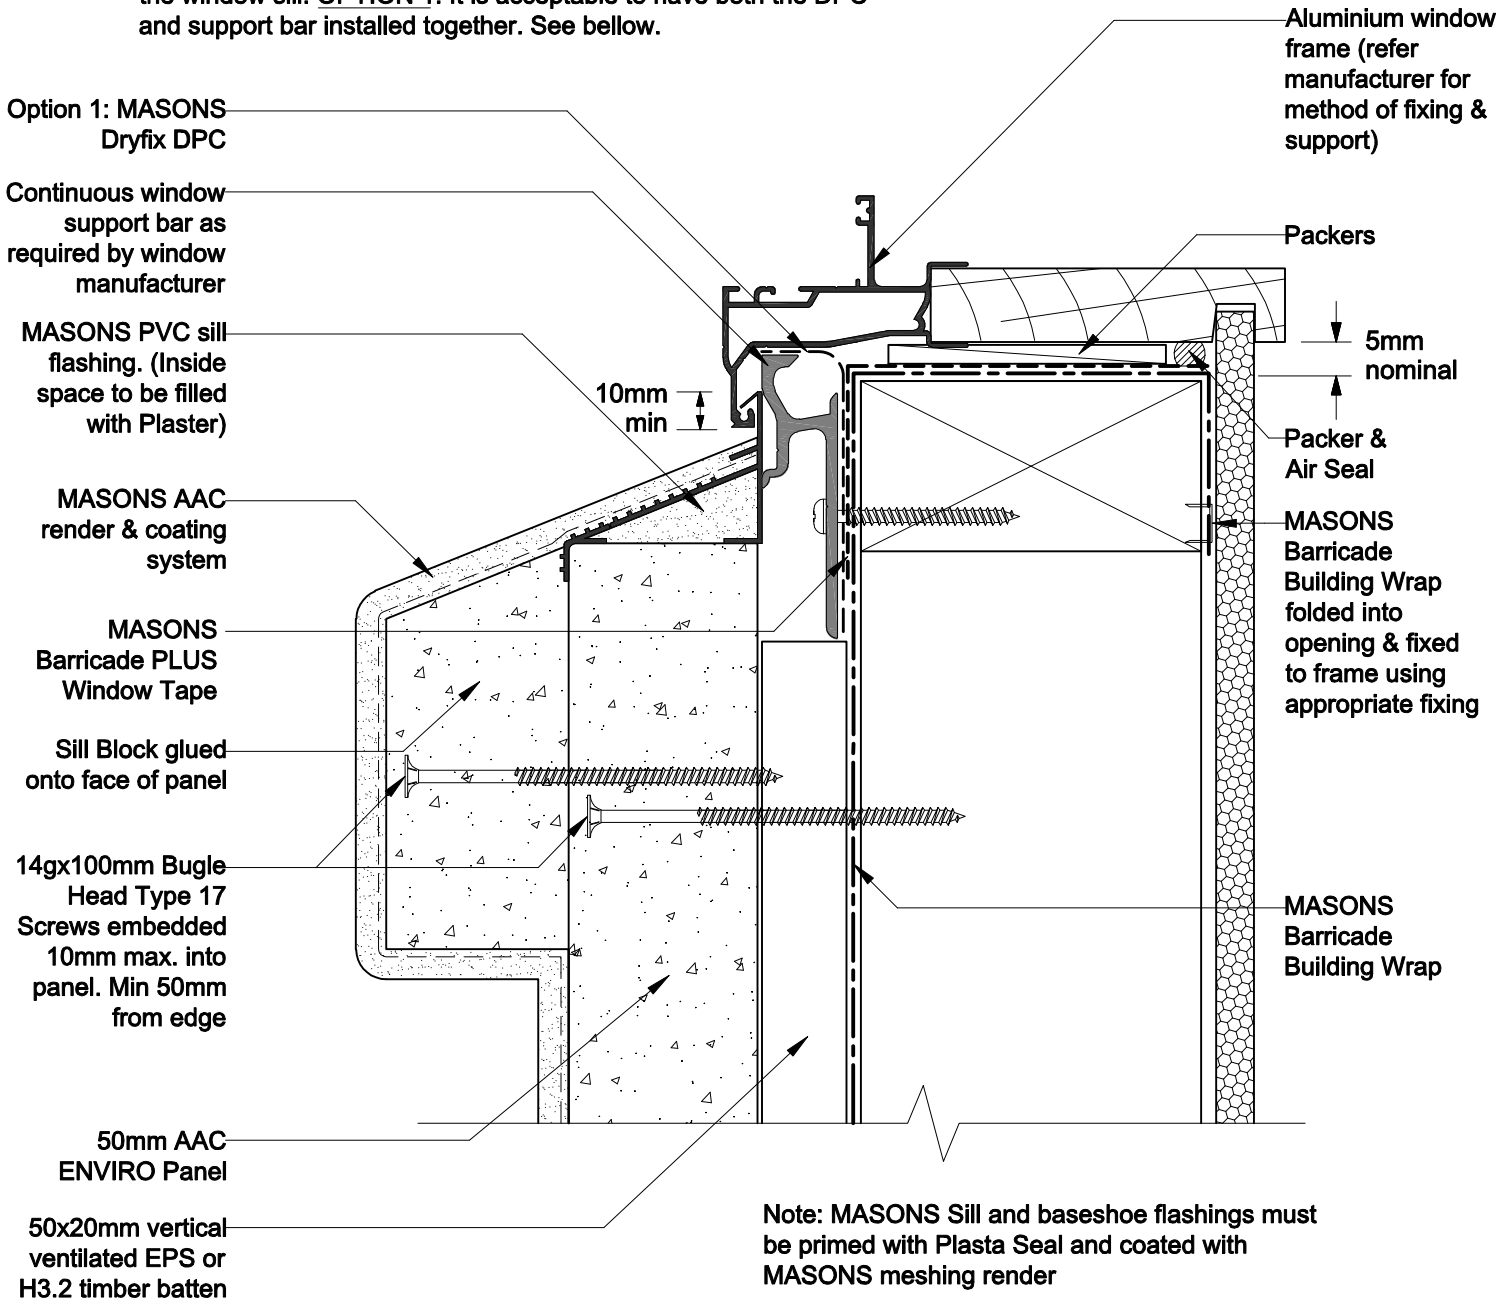 and support bar installed together. See bellow.
Option 1: MASONS
Dryfix DPC
Continuous window
support bar as
required by window
manufacturer
MASONS PVC sill
flashing. (Inside
space to be filled
with Plaster)
MASONS AAC
render & coating
system
MASONS
Barricade PLUS
Window Tape
Sill Block glued
onto face of panel
14gx100mm Bugle
Head Type 17
Screws embedded
10mm max. into
panel. Min 50mm
from edge
50mm AAC
ENVIRO Panel
50x20mm vertical
ventilated EPS or
H3.2 timber batten
10mm
min
Aluminium window
frame (refer
manufacturer for
method of fixing &
support)
Packers
5mm
nominal
Packer &
Air Seal
MASONS
Barricade
Building Wrap
folded into
opening & fixed
to frame using
appropriate fixing
MASONS
Barricade
Building Wrap
Note: MASONS Sill and baseshoe flashings must
be primed with Plasta Seal and coated with
MASONS meshing render